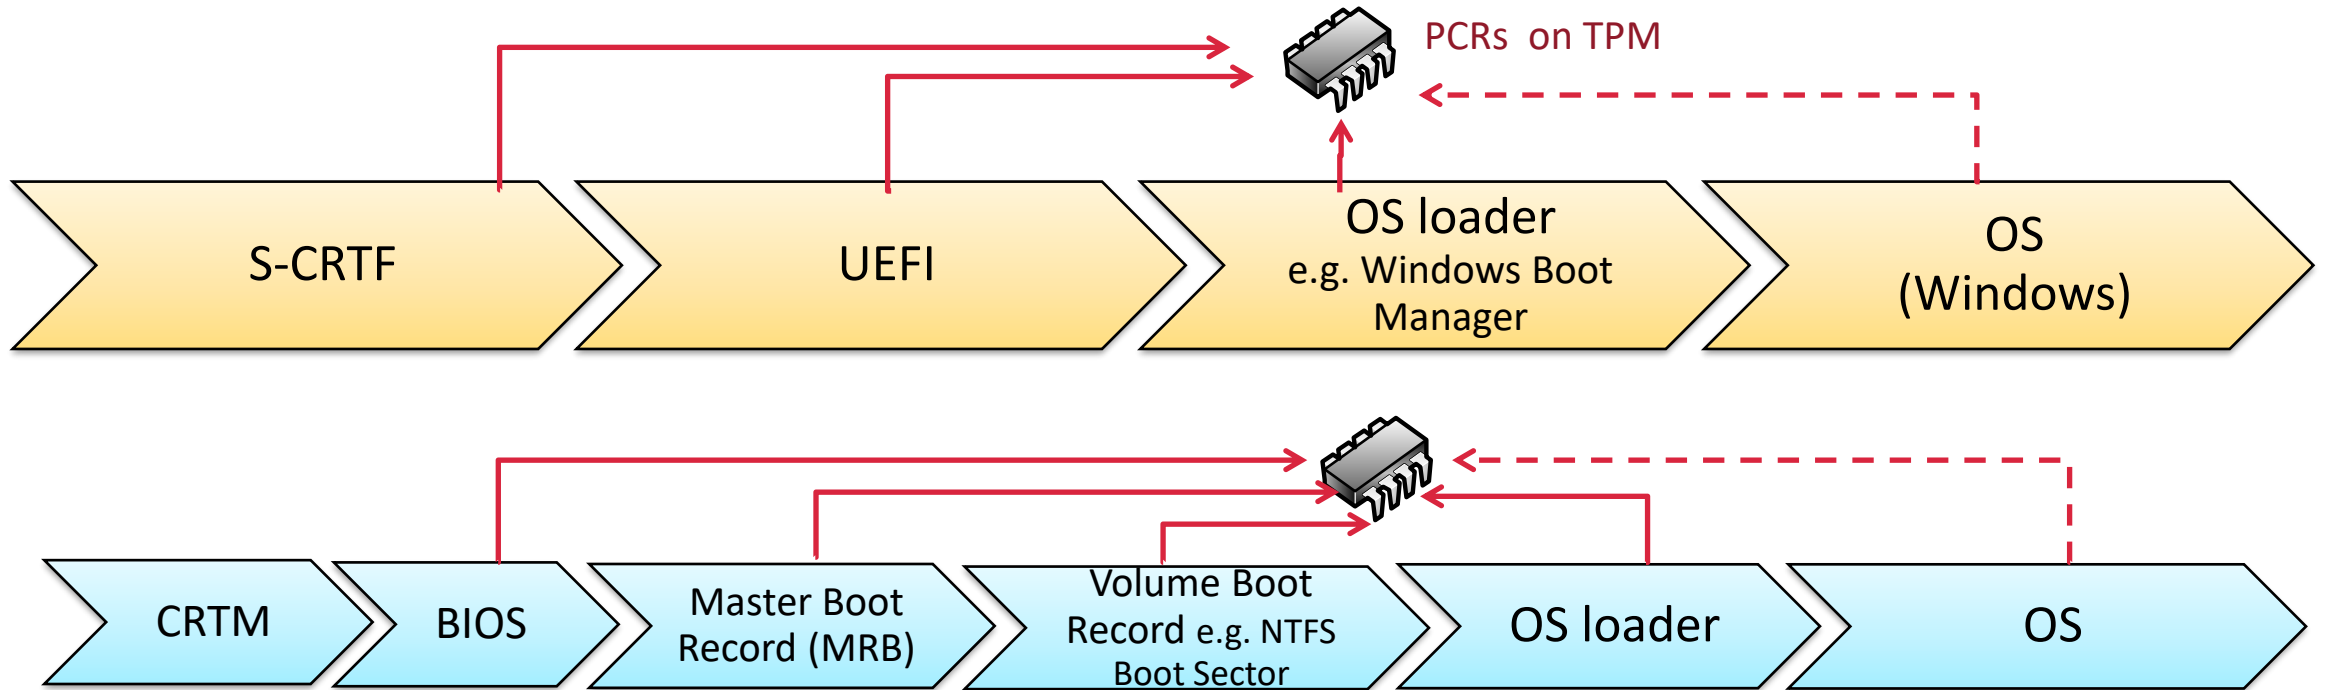 PCRs on TPM
S-CRTF
UEFI
OS loader
e.g. Windows Boot
Manager
OS
(Windows)
CRTM
BIOS
Master Boot
Record (MRB)
Volume Boot
Record e.g. NTFS
Boot Sector
OS loader
OS